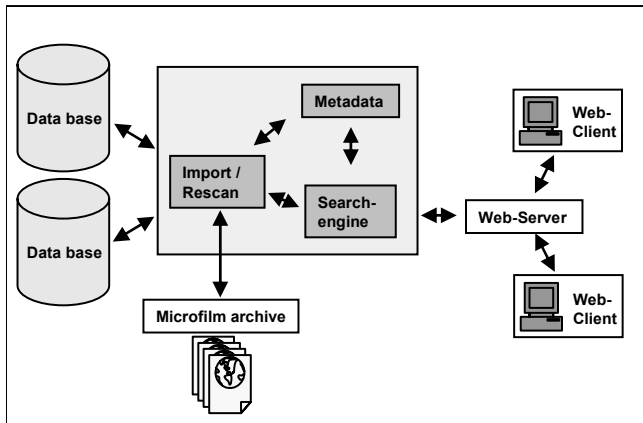 Data base
Data base
Metadata
Import /
Rescan
Search-
engine
Microfilm archive
Web-Server
Web-
Client
Web-
Client